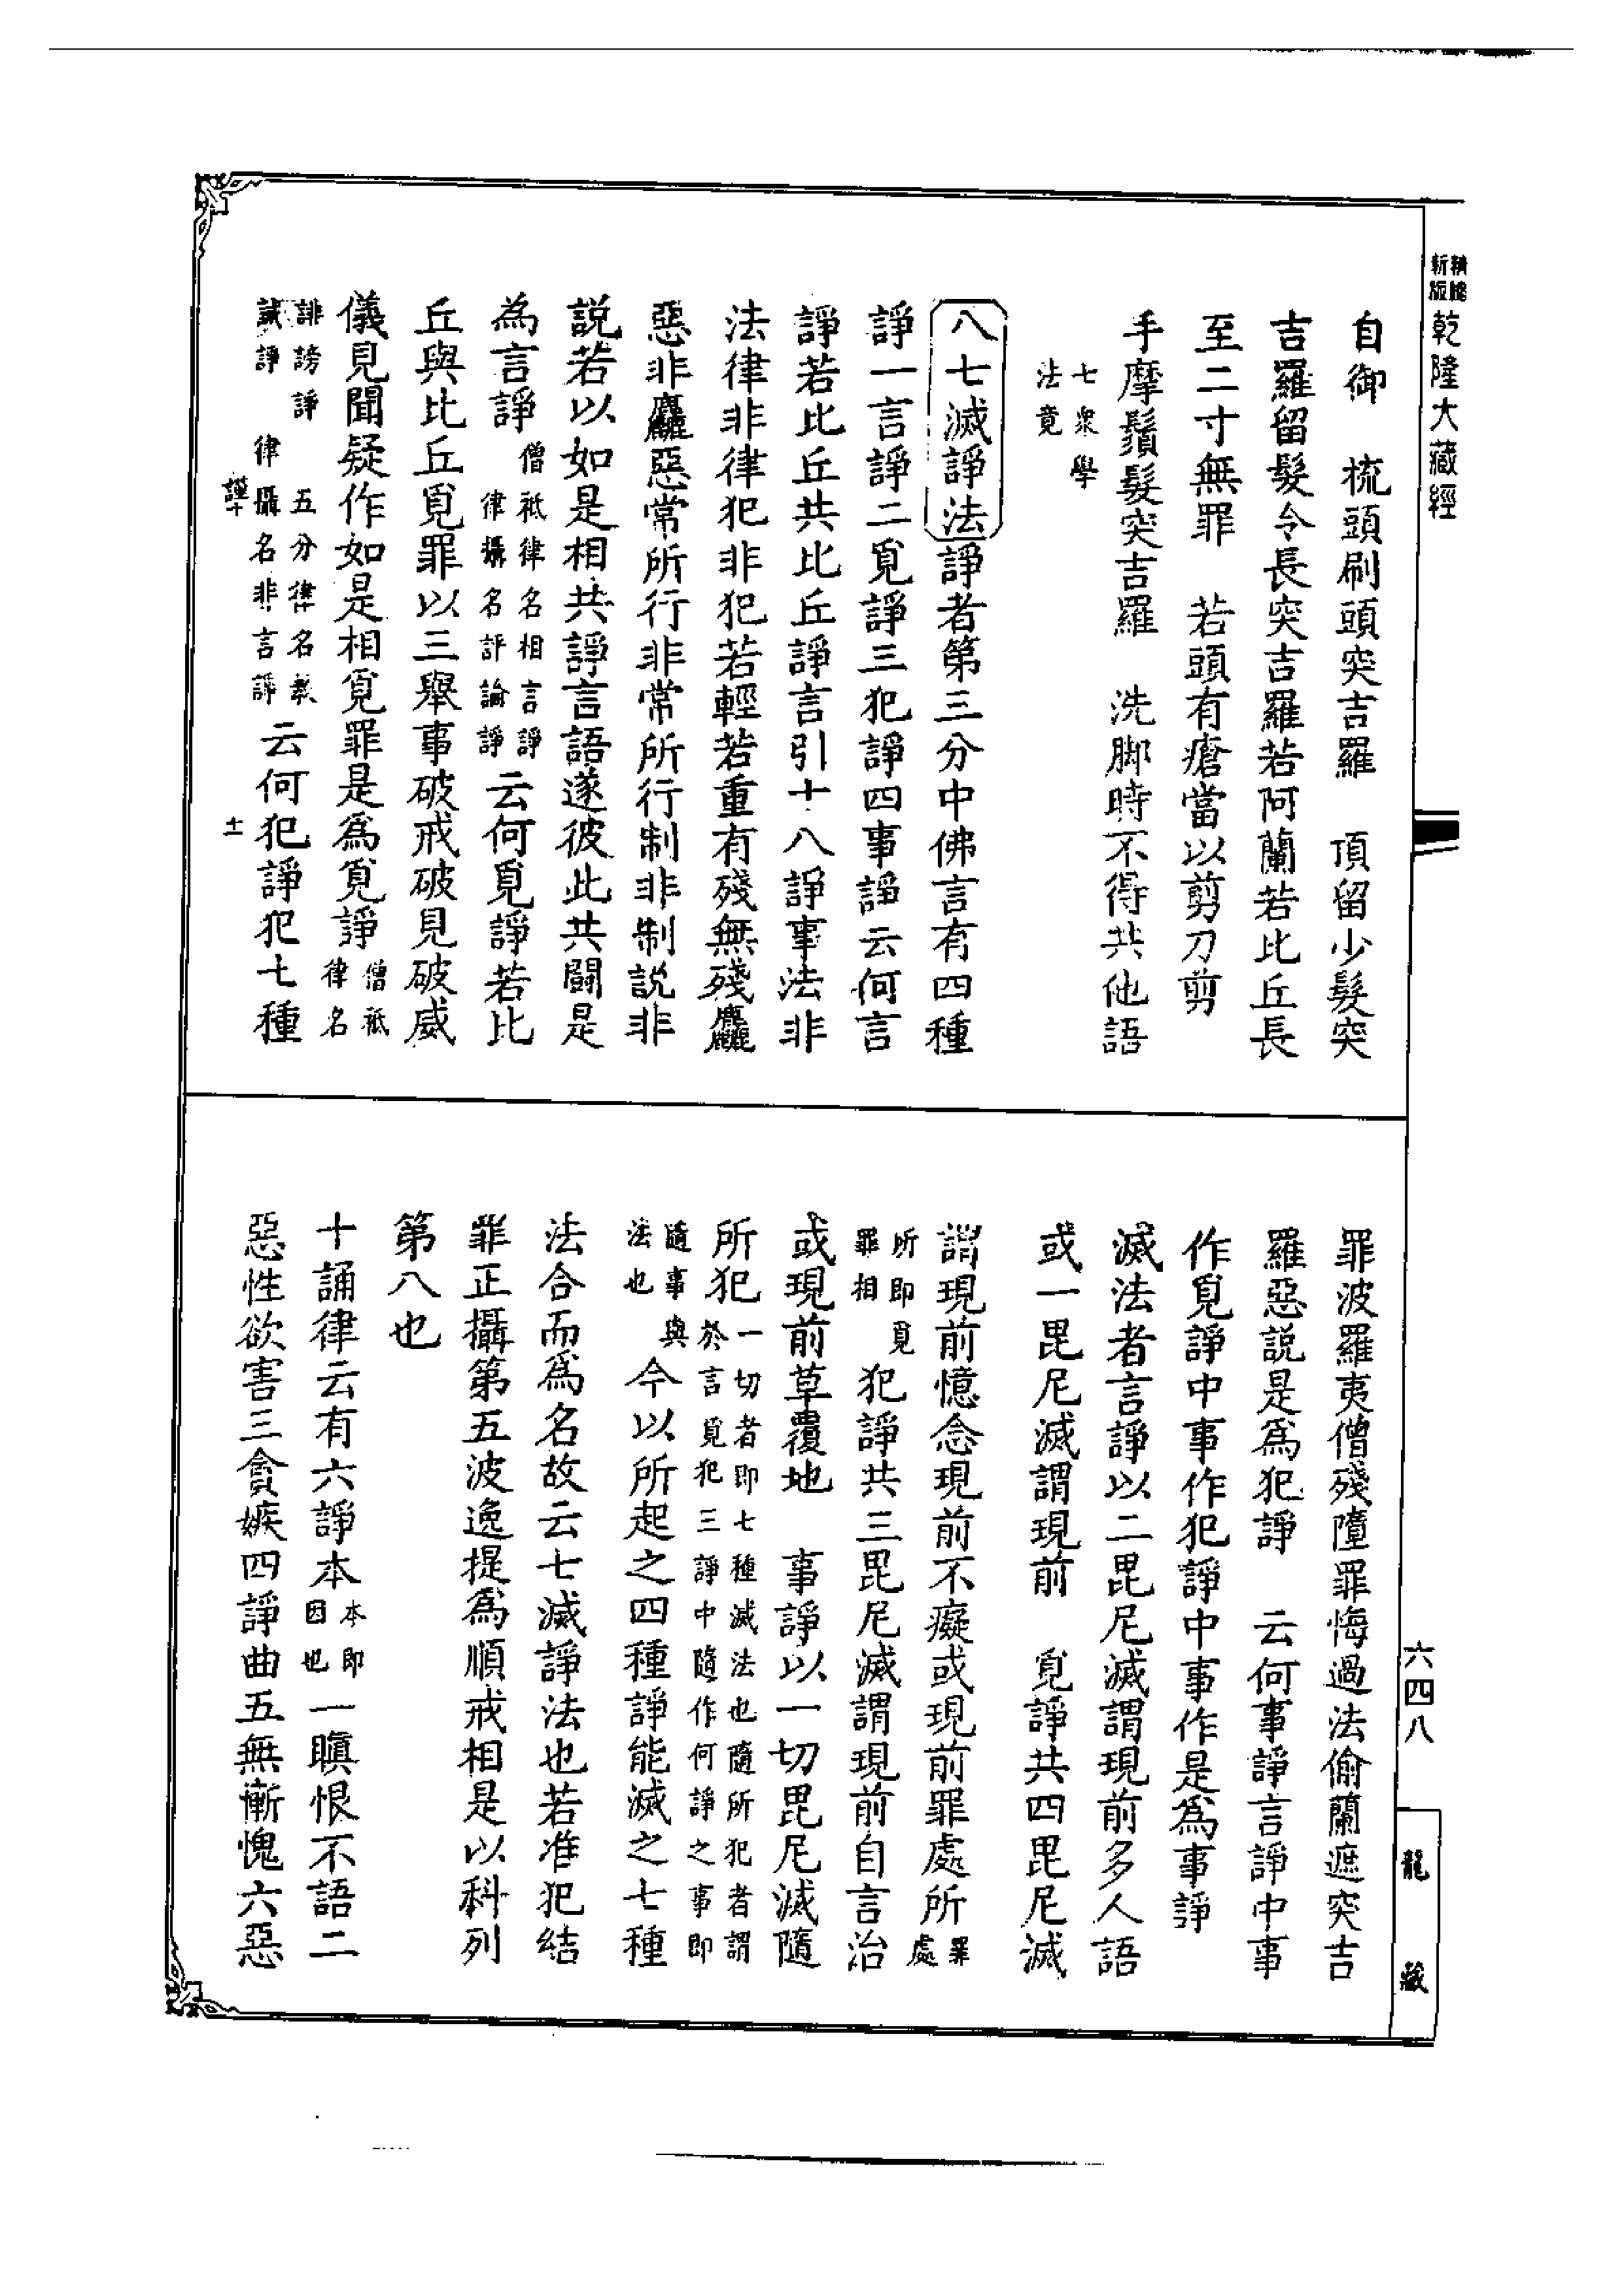 精縮新版 乾隆大藏經
自御　梳頭刷頭突吉羅　頂留少髮突
吉羅留髮令長突吉羅若阿蘭若比丘長
至二寸無罪　若頭有瘡當以剪刀剪
手摩鬚髮突吉羅　洗脚時不得共他語
七衆學
法竟
八七滅諍法諍者第三分中佛言有四種
諍一言諍二覓諍三犯諍四事諍云何言
諍若比丘共比丘諍言引十八諍事法非
法律非律犯非犯若輕若重有殘無殘麤
惡非麤惡常所行非常所行制非制説非
説若以如是相共諍言語遂彼此共鬪是
為言諍僧祇律名相言諍律攝名評論諍云何覓諍若比
丘與比丘覓罪以三舉事破戒破見破威
儀見聞疑作如是相覓罪是爲覓諍僧祇律名
誹謗諍　五分律名教誡諍　律攝名非言諍云何犯諍犯七種
謹十　十一
罪波羅夷僧殘墮罪悔過法偷蘭遮突吉
羅惡説是爲犯諍　云何事諍言諍中事
作覓諍中事作犯諍中事作是爲事諍
滅法者言諍以二毘尼滅謂現前多人語
或一毘尼滅謂現前　覓諍共四毘尼滅
謂現前憶念現前不癡或現前罪處所罪處
所即覓罪相犯諍共三毘尼滅謂現前自言治
或現前草覆地　事諍以一切毘尼滅隨
所犯一切者即七種滅法也隨所犯者謂於言覓犯三諍中隨作何諍之事即
隨事與法也今以所起之四種諍能滅之七種
法合而爲名故云七滅諍法也若准犯結
罪正攝第五波逸提爲順戒相是以科列
第八也
十誦律云有六諍本本即因也一瞋恨不語二
惡性欲害三貪嫉四諍曲五無慚愧六惡
六四八
龍藏